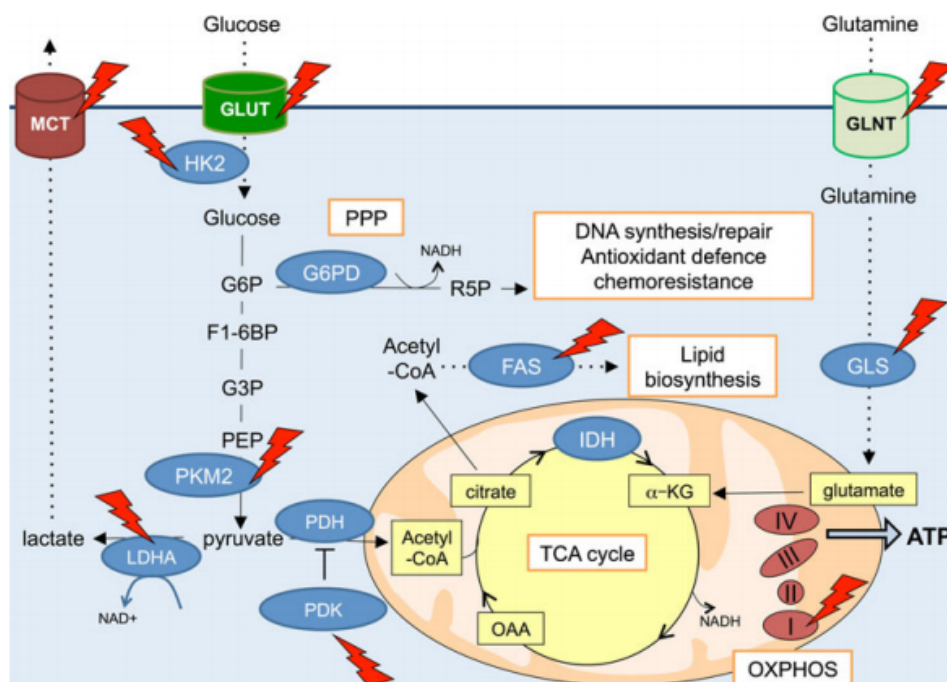 Glucose
Glutamine
MCT
GLUT
GLNT
HK2
Glutamine
Glucose
PPP
DNA synthesis/repair
Antioxidant defence
chemoresistance
NADH
G6P
G6PD
R5P
F1-6BP
Acetyl
-CoA
FAS
Lipid
biosynthesis
GLS
G3P
PEP
IDH
PKM2
citrate
α-KG
glutamate
PDH
IV
lactate
LDHA
pyruvate
Acetyl
-CoA
TCA cycle
III
ATP
II
NAD+
PDK
OAA
NADH
I
OXPHOS